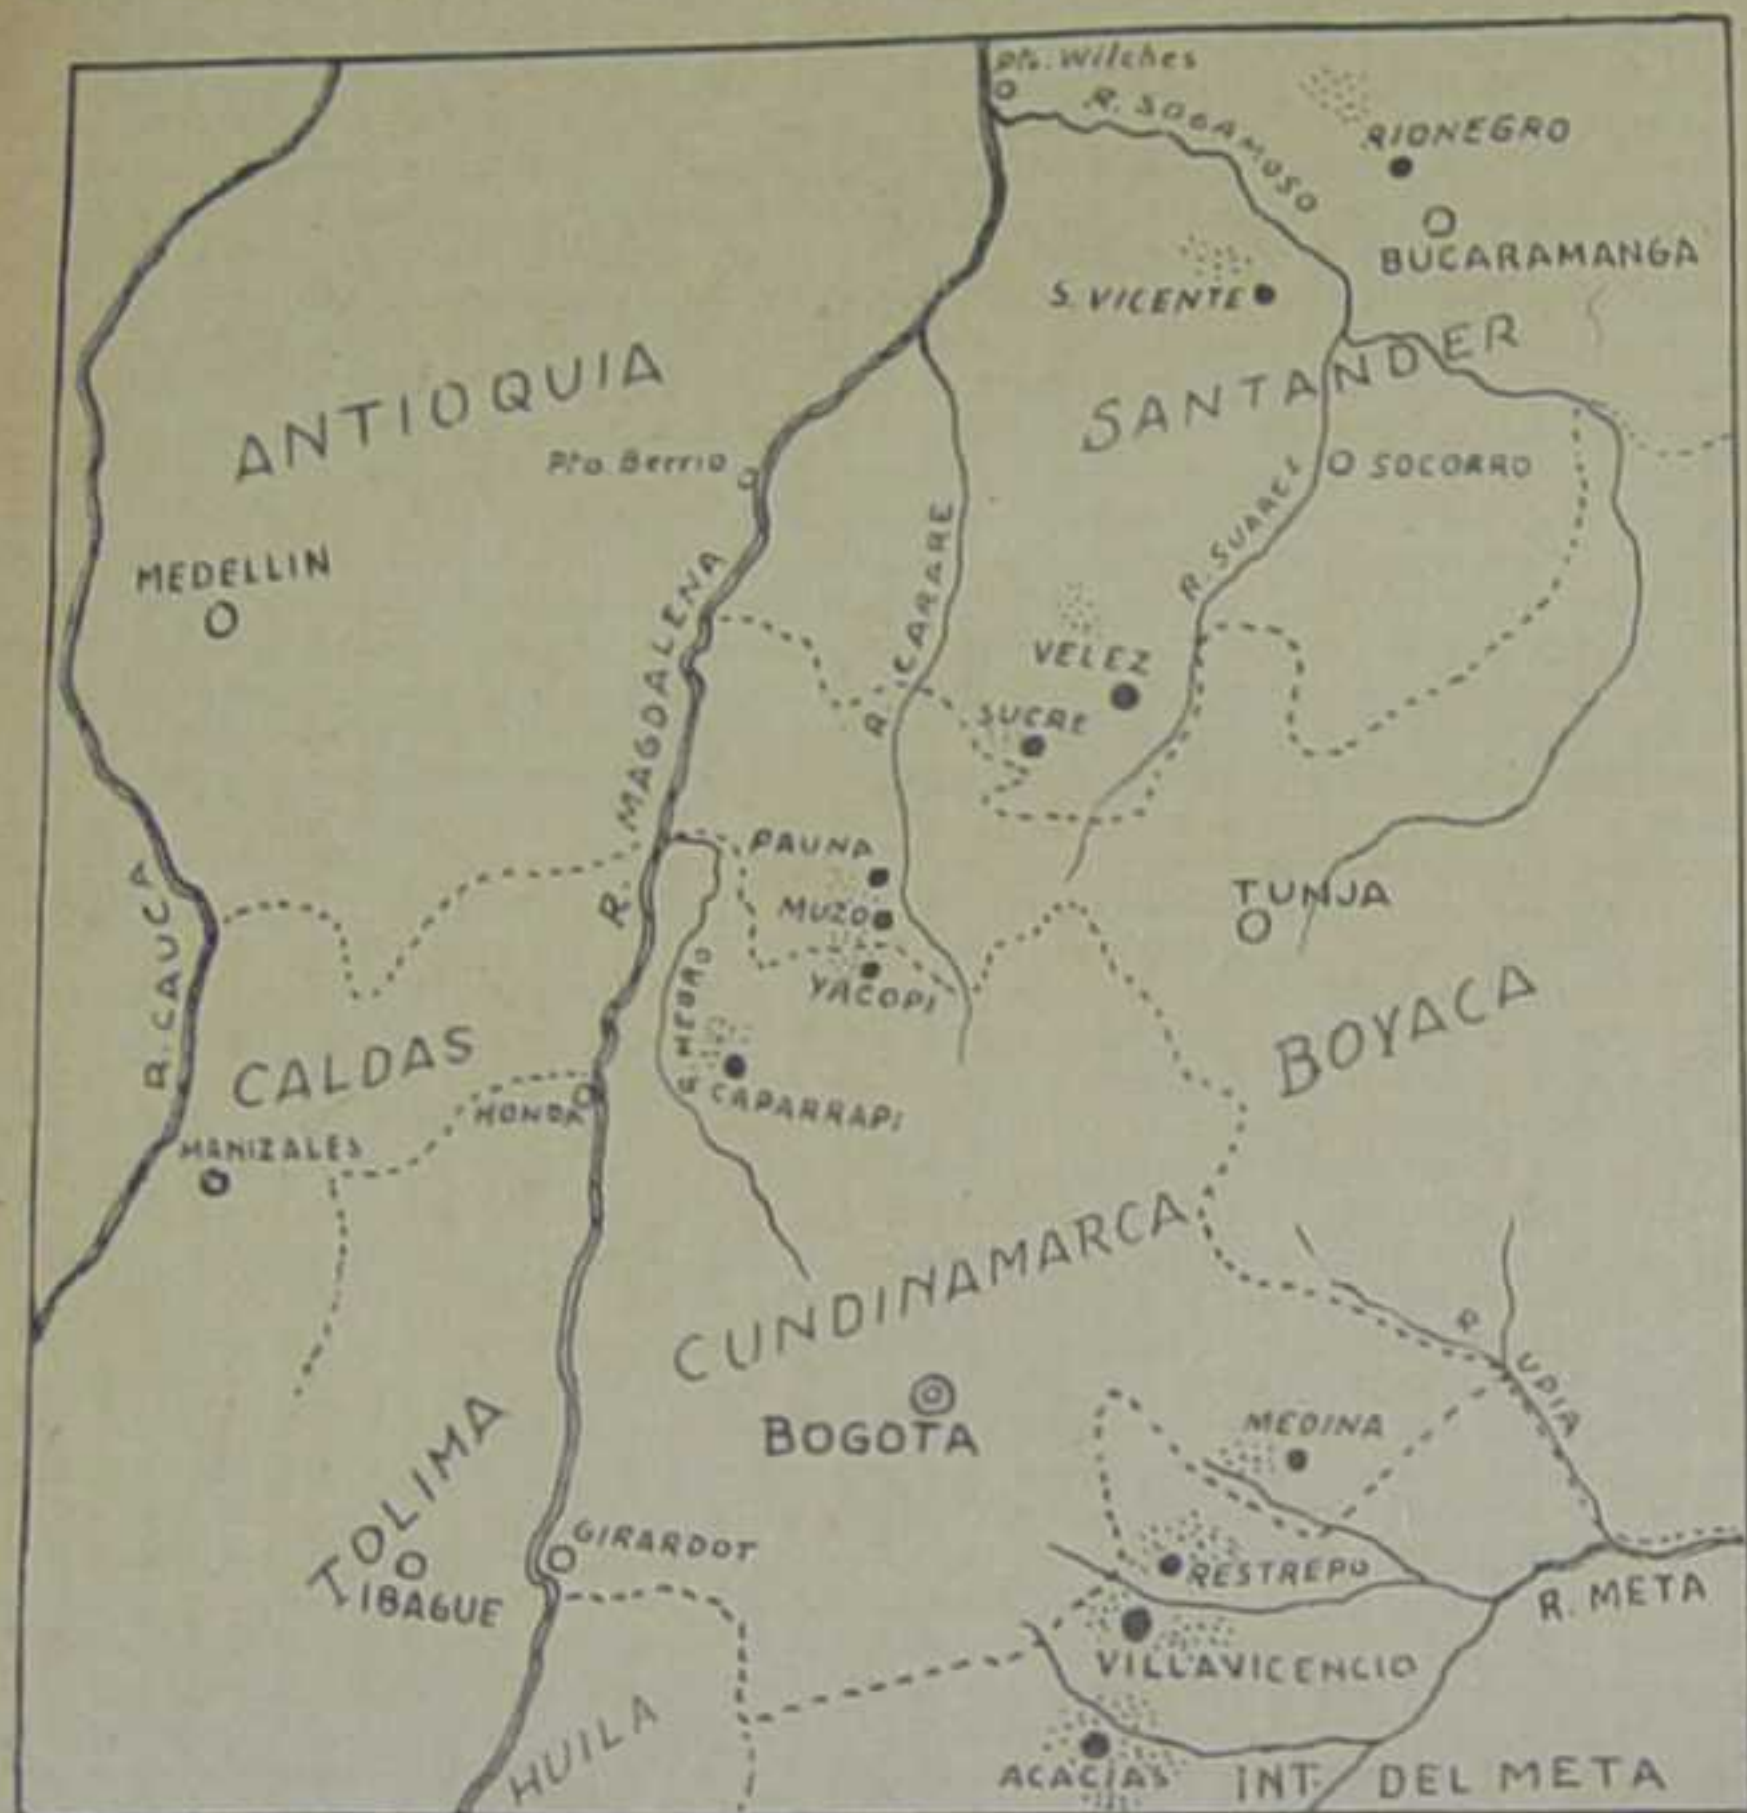 Pto. Wilches
R. SOGAMUSO
RIONEGRO
BUCARAMANGA
S. VICENTE
SANTANDER
ANTIOQUIA
Pto. Berrio
SOCORRO
MEDELLIN
R. SUAREZ
R. CARARE
R. MAGDALENA
VELEZ
SUCRE
PAUNA
MUZO
YACOPI
TUNJA
R. CAUCA
R. NEGRO
BOYACA
CALDAS
HONDA
CAPARRAPI
MANIZALES
CUNDINAMARCA
R. UPIA
BOGOTA
MEDINA
TOLIMA
GIRARDOT
IBAGUE
RESTREPO
R. META
VILLAVICENCIO
HUILA
ACACIAS
INT. DEL META